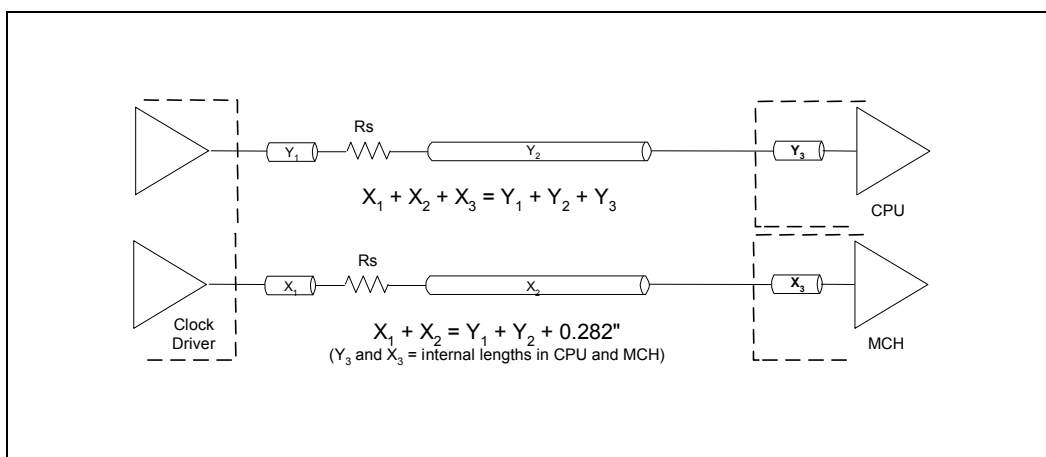 Rs
Y1 Y2 Y3
X1 + X2 + X3 = Y1 + Y2 + Y3
CPU
Rs
X1 X2 X3
Clock
Driver
X1 + X2 = Y1 + Y2 + 0.282"
(Y3 and X3 = internal lengths in CPU and MCH)
MCH